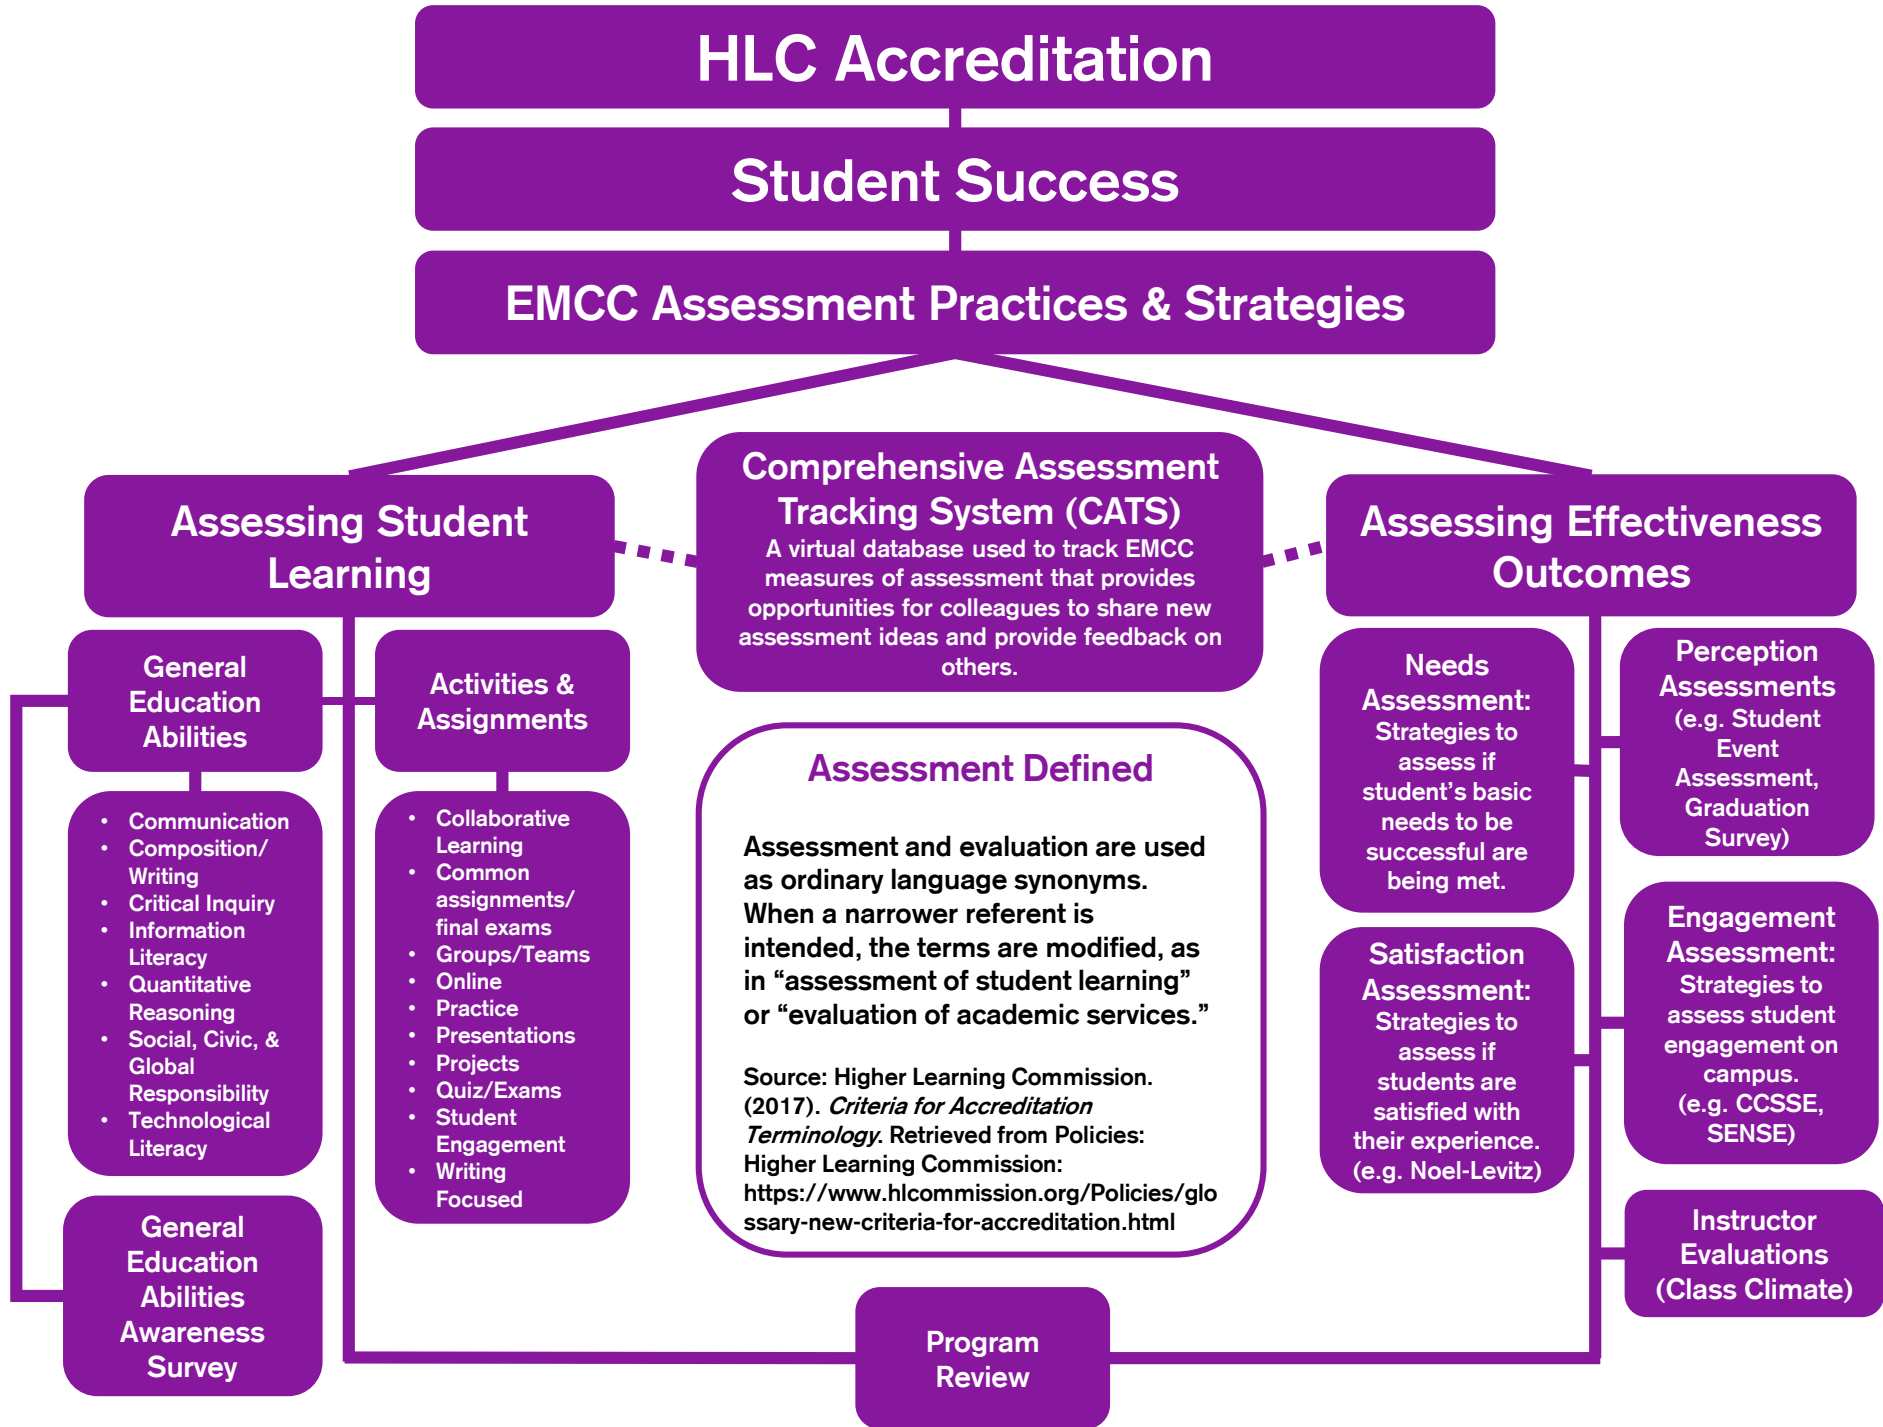 HLC Accreditation
Student Success
EMCC Assessment Practices & Strategies
Assessing Student
Learning
Comprehensive Assessment
Tracking System (CATS)
A virtual database used to track EMCC
measures of assessment that provides
opportunities for colleagues to share new
assessment ideas and provide feedback on
others.
Assessing Effectiveness
Outcomes
General
Education
Abilities
• Communication
• Composition/
Writing
• Critical Inquiry
• Information
Literacy
• Quantitative
Reasoning
• Social, Civic, &
Global
Responsibility
• Technological
Literacy
General
Education
Abilities
Awareness
Survey
Activities &
Assignments
• Collaborative
Learning
• Common
assignments/
final exams
• Groups/Teams
• Online
• Practice
• Presentations
• Projects
• Quiz/Exams
• Student
Engagement
• Writing
Focused
Assessment Defined
Assessment and evaluation are used
as ordinary language synonyms.
When a narrower referent is
intended, the terms are modified, as
in “assessment of student learning”
or “evaluation of academic services.”
Source: Higher Learning Commission.
(2017). Criteria for Accreditation
Terminology. Retrieved from Policies:
Higher Learning Commission:
https://www.hlcommission.org/Policies/glo
ssary-new-criteria-for-accreditation.html
Needs
Assessment:
Strategies to
assess if
student’s basic
needs to be
successful are
being met.
Satisfaction
Assessment:
Strategies to
assess if
students are
satisfied with
their experience.
(e.g. Noel-Levitz)
Perception
Assessments
(e.g. Student
Event
Assessment,
Graduation
Survey)
Engagement
Assessment:
Strategies to
assess student
engagement on
campus.
(e.g. CCSSE,
SENSE)
Instructor
Evaluations
(Class Climate)
Program
Review